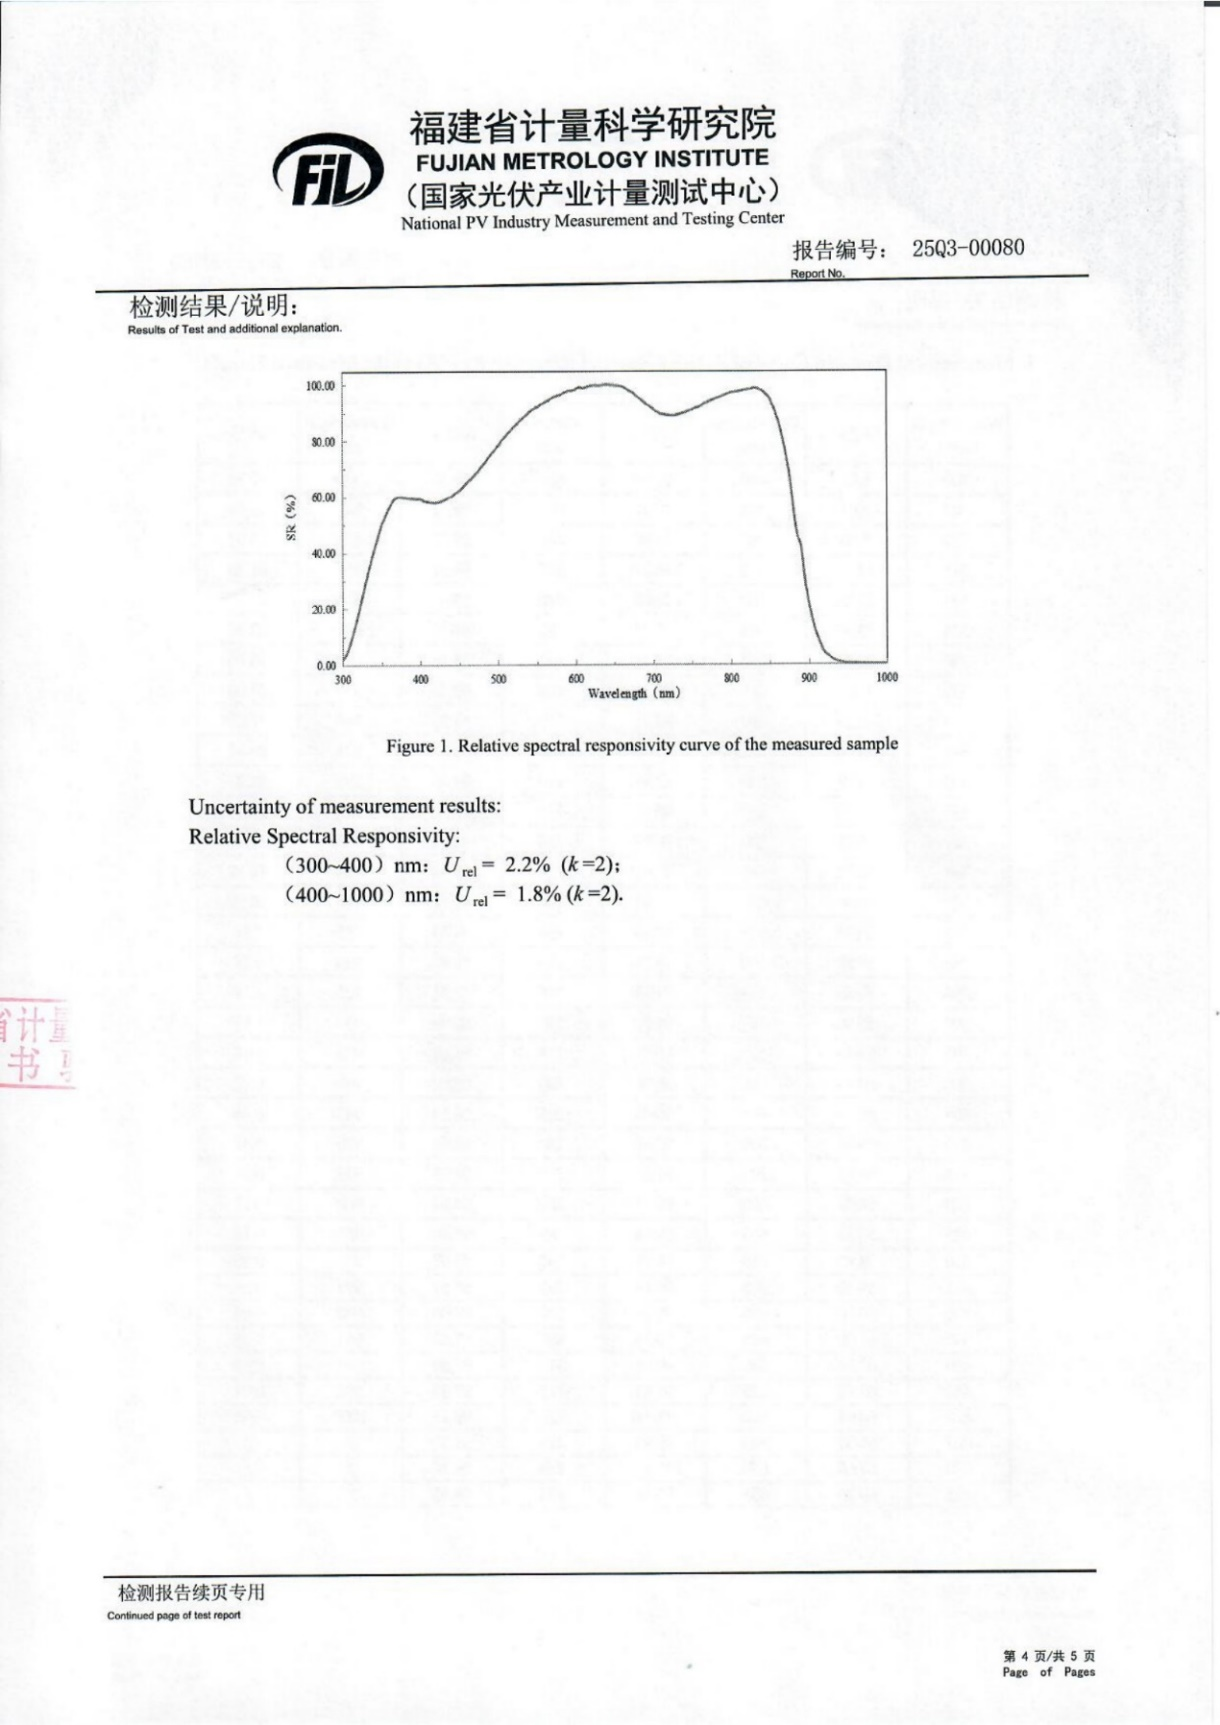 福建省计量科学研究院
FiL
FUJIAN METROLOGY INSTITUTE
（国家光伏产业计量测试中心）
National PV Industry Measurement and Testing Center
报告编号： 25Q3-00080
Report No.
检测结果/说明：
Results of Test and additional explanation.
100.00
80.00
60.00
40.00
20.00
0.00
SR (%)
300 400 500 600 700 800 900 1000
Wavelength (nm)
Figure 1. Relative spectral responsivity curve of the measured sample
Uncertainty of measurement results:
Relative Spectral Responsivity:
（300~400）nm：U rel = 2.2% (k=2);
（400~1000）nm：U rel = 1.8% (k=2).
省计量
书
检测报告续页专用
Continued page of test report
第 4 页/共 5 页
Page of Pages